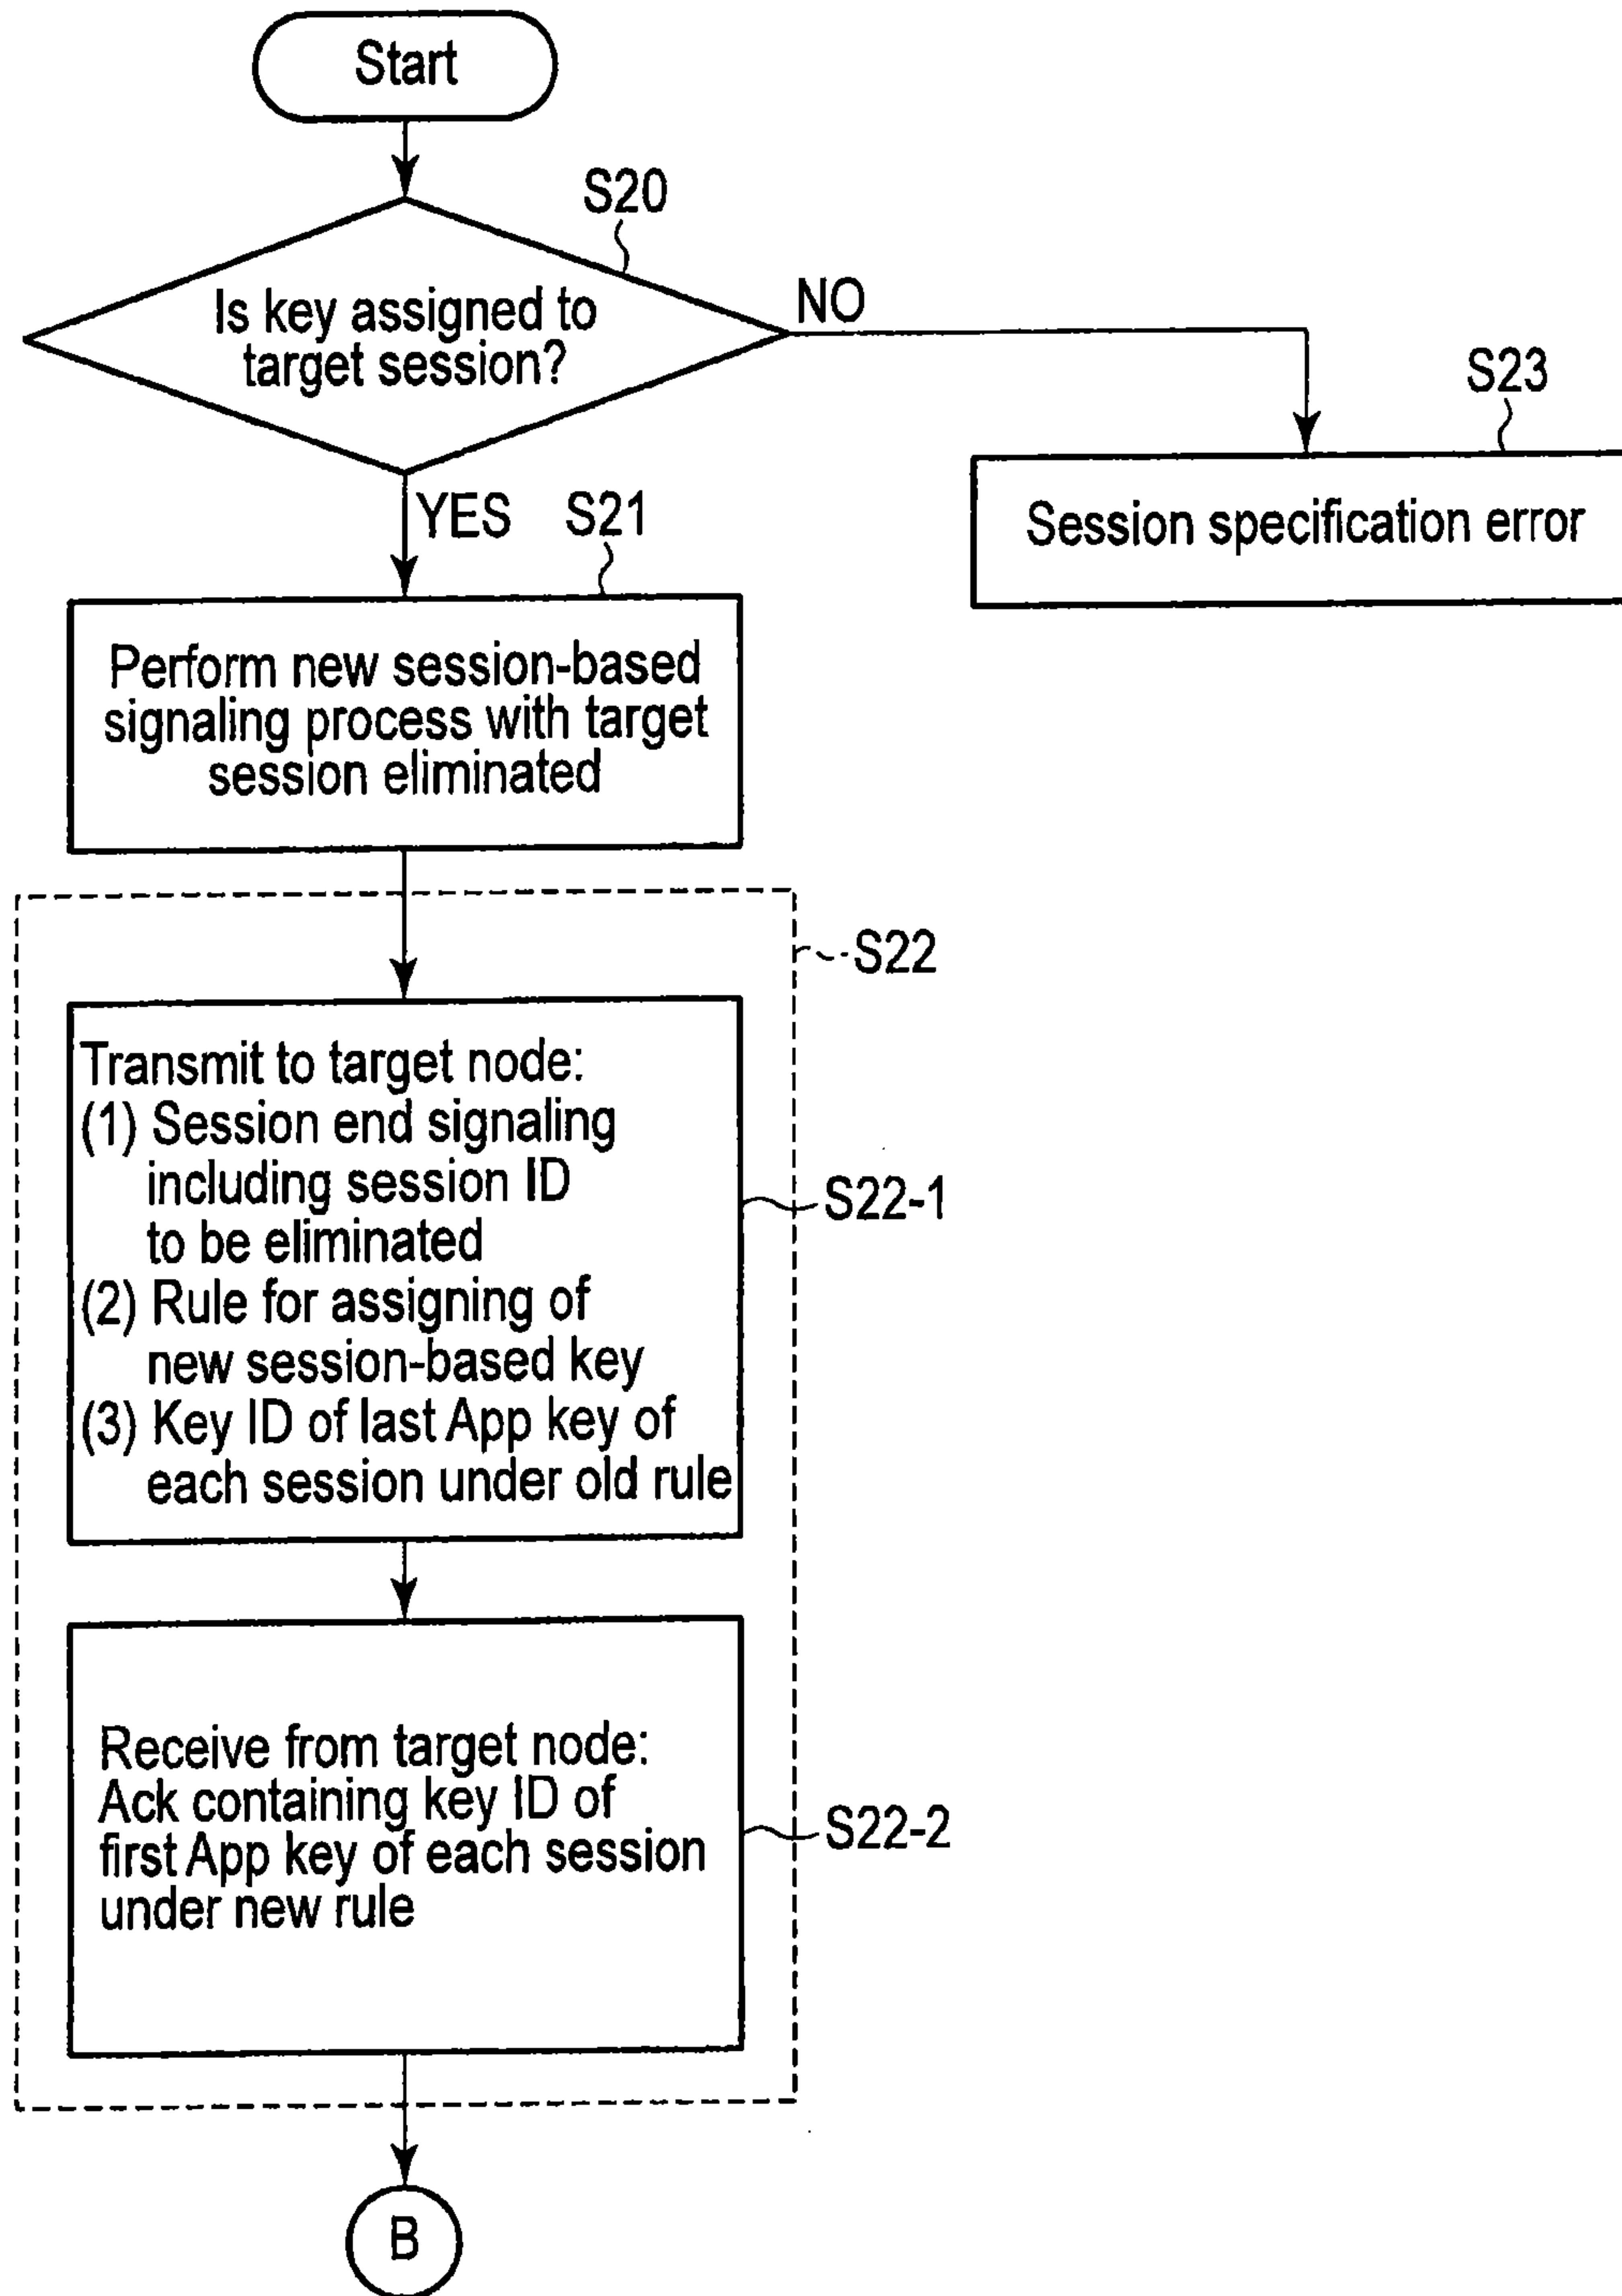 Start
S20
Is key assigned to
target session?
NO
S23
Session specification error
YES
S21
Perform new session-based
signaling process with target
session eliminated
S22
Transmit to target node:
(1) Session end signaling
including session ID
to be eliminated
(2) Rule for assigning of
new session-based key
(3) Key ID of last App key of
each session under old rule
S22-1
Receive from target node:
Ack containing key ID of
first App key of each session
under new rule
S22-2
B